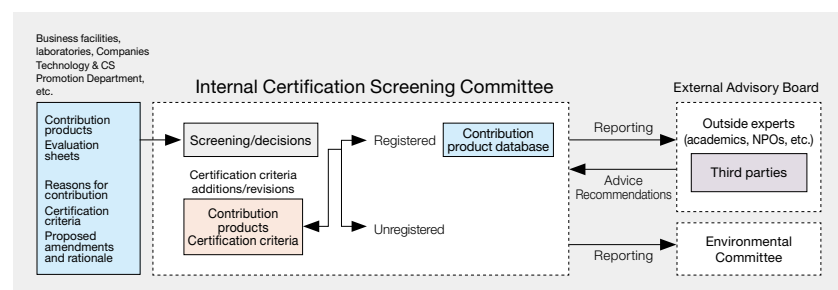 Business facilities,
laboratories, Companies
Technology & CS
Promotion Department,
etc.
Contribution
products
Evaluation
sheets
Reasons for
contribution
Certification
criteria
Proposed
amendments
and rationale
Internal Certification Screening Committee
Screening/decisions
Certification criteria
additions/revisions
Contribution
products
Certification criteria
Registered
Unregistered
Contribution
product database
Reporting
Advice
Recommendations
Reporting
External Advisory Board
Outside experts
(academics, NPOs, etc.)
Third parties
Environmental
Committee